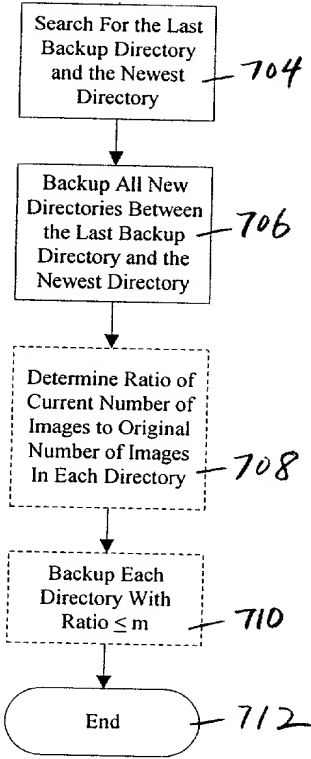 Search For the Last
Backup Directory
and the Newest
Directory
704
Backup All New
Directories Between
the Last Backup
Directory and the
Newest Directory
706
Determine Ratio of
Current Number of
Images to Original
Number of Images
In Each Directory
708
Backup Each
Directory With
Ratio ≤ m
710
End
712